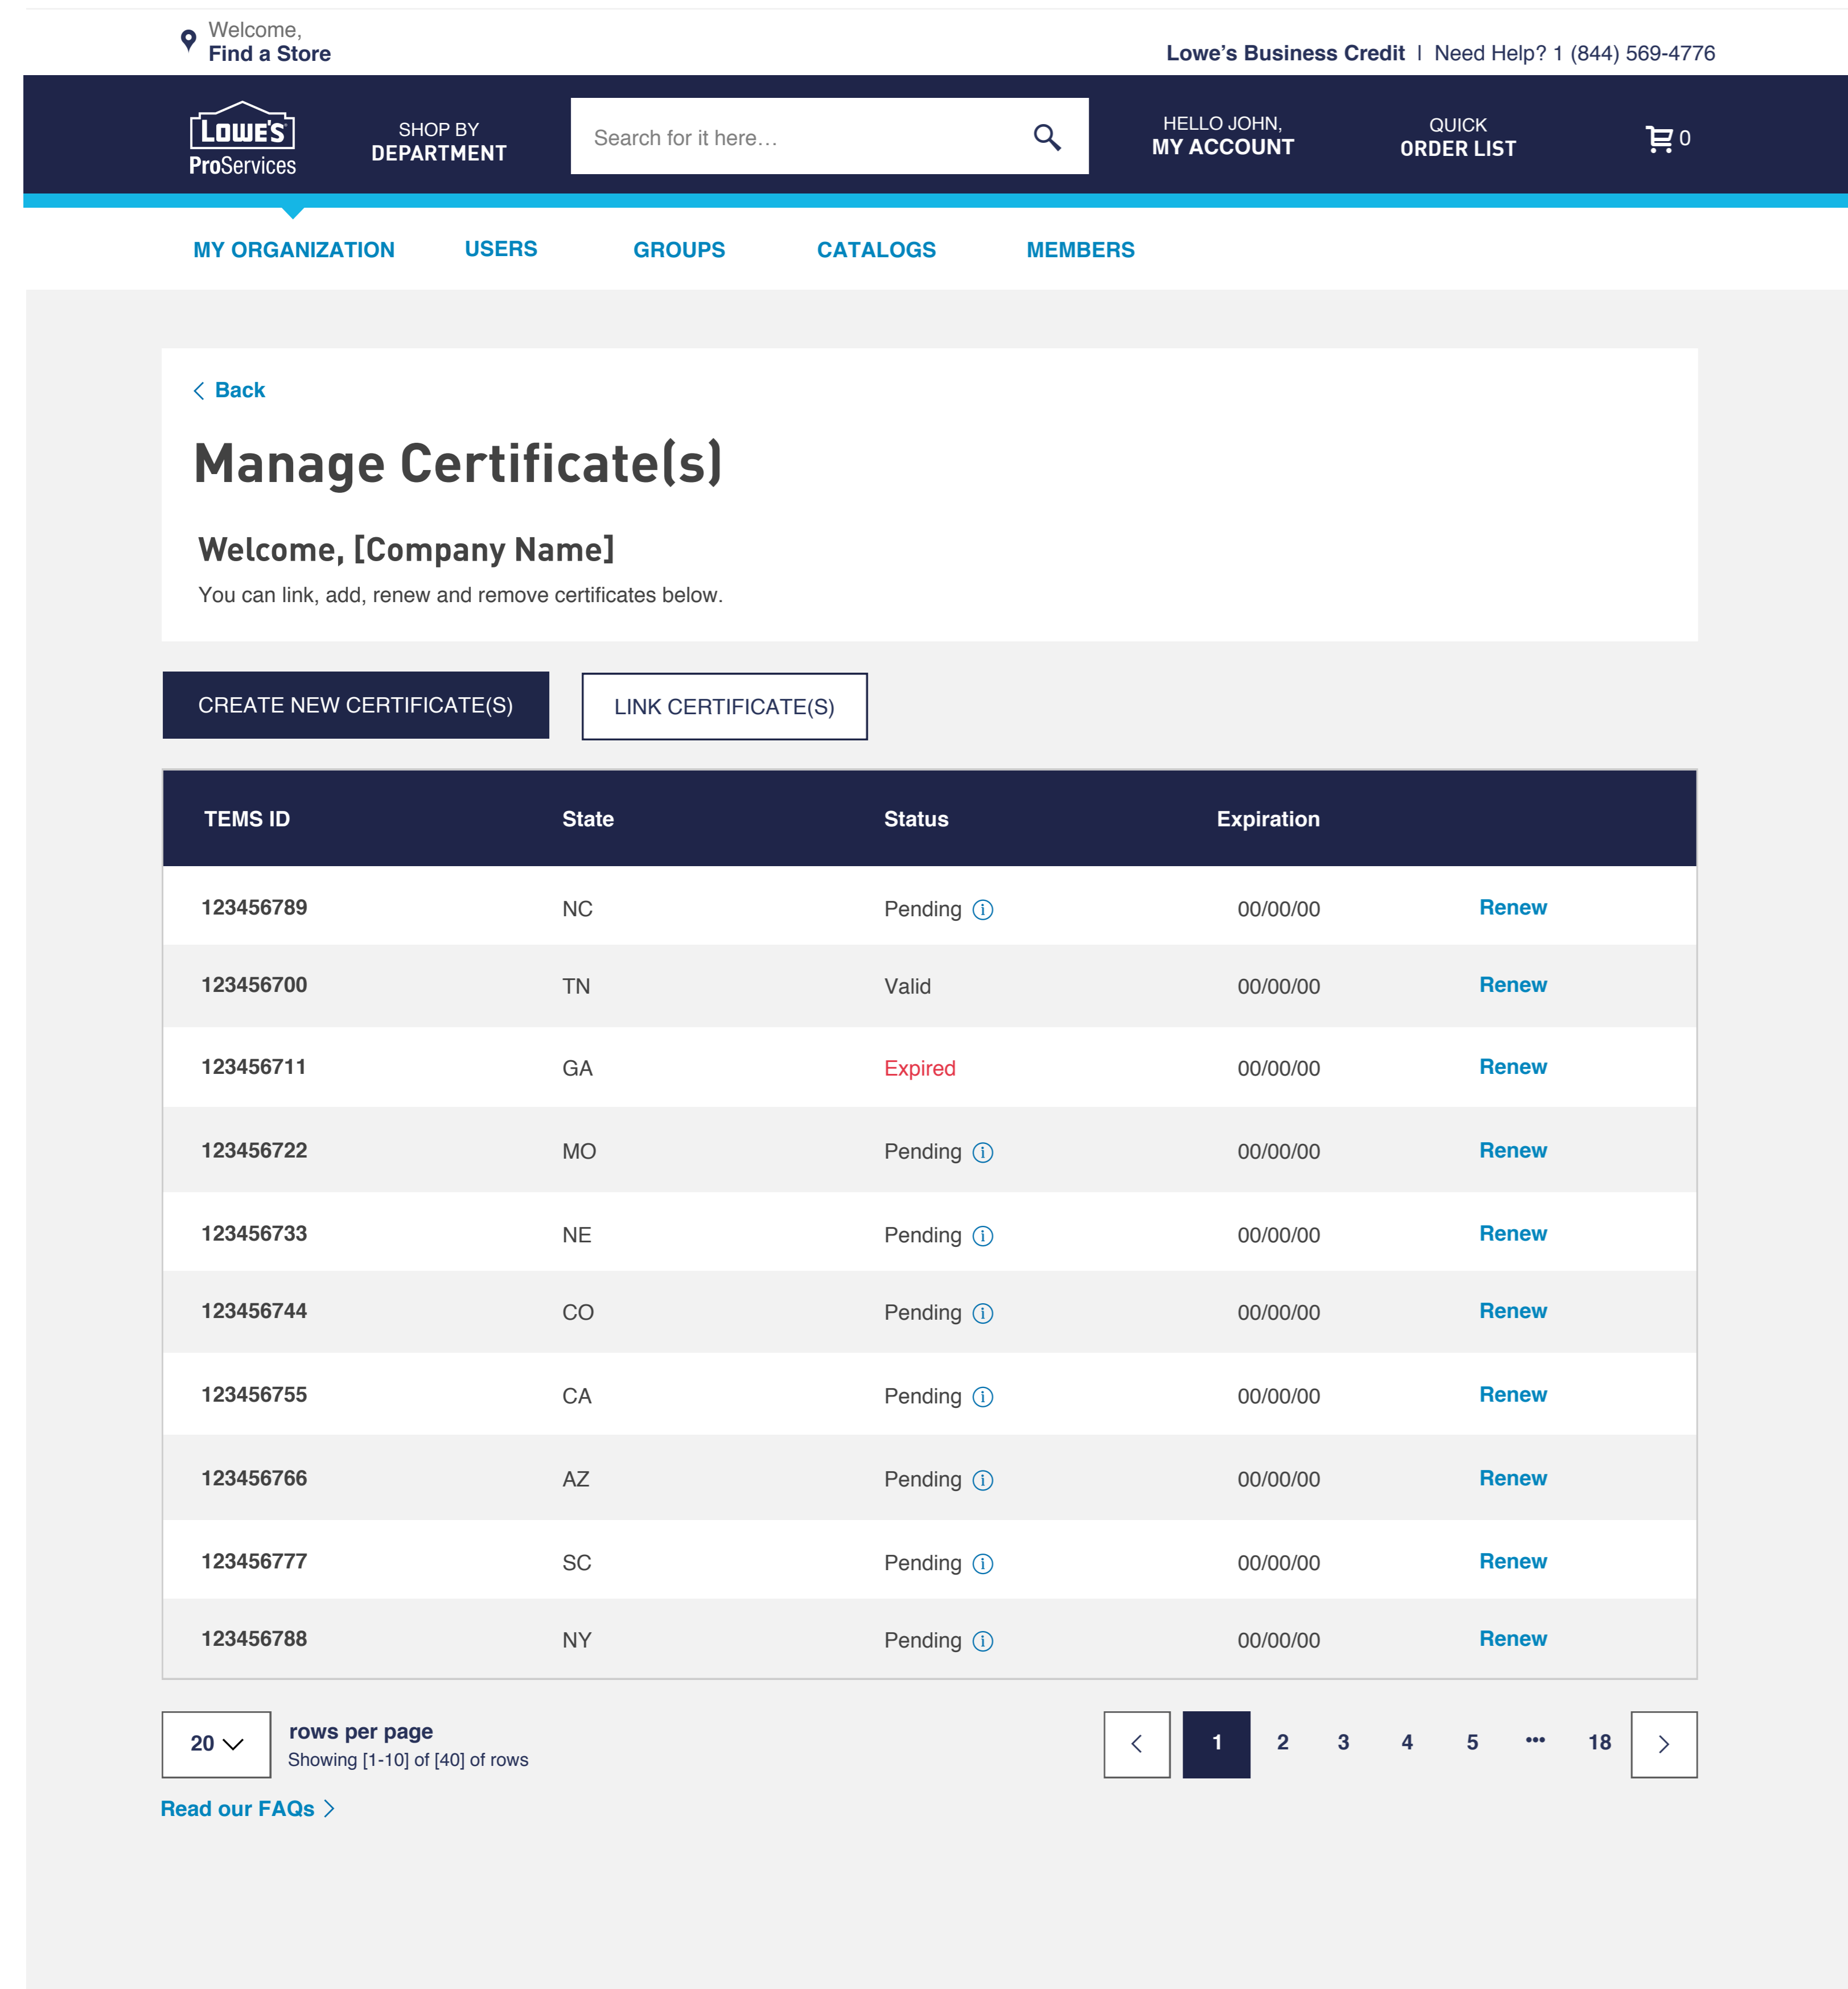 Welcome,
Find a Store
Lowe's Business Credit | Need Help? 1 (844) 569-4776
LOWE'S
ProServices
SHOP BY
DEPARTMENT
Search for it here…
HELLO JOHN,
MY ACCOUNT
QUICK
ORDER LIST
0
MY ORGANIZATION USERS GROUPS CATALOGS MEMBERS
Back
Manage Certificate(s)
Welcome, [Company Name]
You can link, add, renew and remove certificates below.
CREATE NEW CERTIFICATE(S) LINK CERTIFICATE(S)
TEMS ID State Status Expiration
123456789 NC Pending i 00/00/00 Renew
123456700 TN Valid 00/00/00 Renew
123456711 GA Expired 00/00/00 Renew
123456722 MO Pending i 00/00/00 Renew
123456733 NE Pending i 00/00/00 Renew
123456744 CO Pending i 00/00/00 Renew
123456755 CA Pending i 00/00/00 Renew
123456766 AZ Pending i 00/00/00 Renew
123456777 SC Pending i 00/00/00 Renew
123456788 NY Pending i 00/00/00 Renew
20 rows per page
Showing [1-10] of [40] of rows
1 2 3 4 5 ••• 18
Read our FAQs